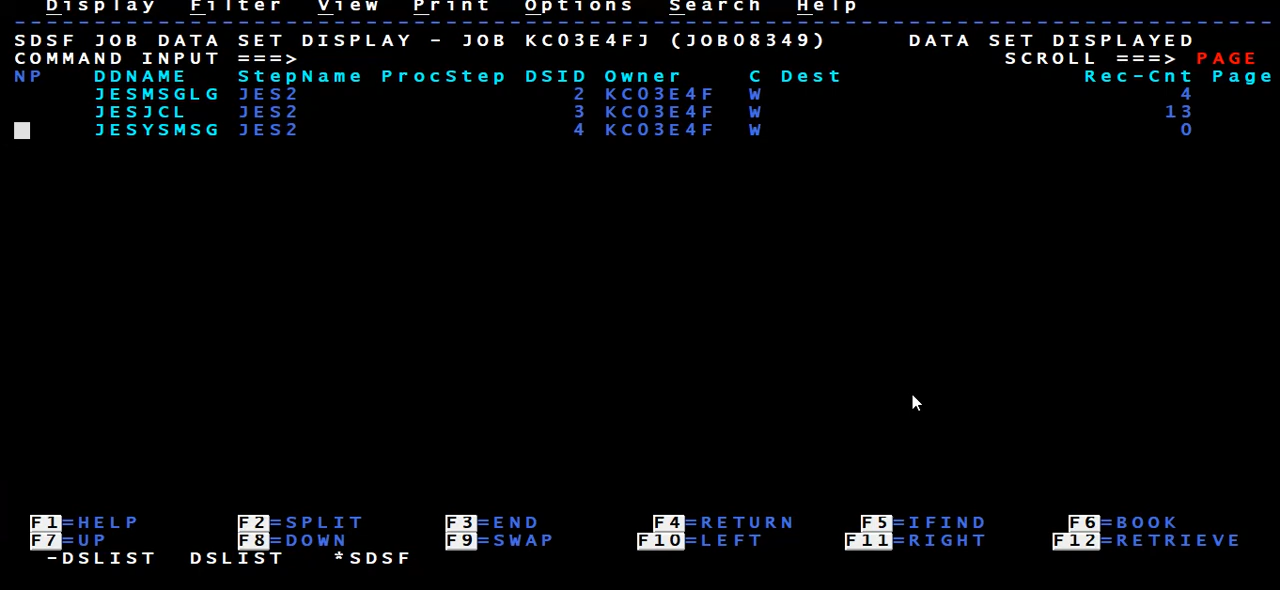 Display Filter View Print Options Search Help
SDSF JOB DATA SET DISPLAY - JOB KC03E4FJ (JOB08349) DATA SET DISPLAYED
COMMAND INPUT ===> SCROLL ===> PAGE
NP DDNAME StepName ProcStep DSID Owner C Dest Rec-Cnt Page
JESMSGLG JES2 2 KC03E4F W 4
JESJCL JES2 3 KC03E4F W 13
JESYSMSG JES2 4 KC03E4F W 0
F1=HELP F2=SPLIT F3=END F4=RETURN F5=IFIND F6=BOOK
F7=UP F8=DOWN F9=SWAP F10=LEFT F11=RIGHT F12=RETRIEVE
-DSLIST DSLIST *SDSF